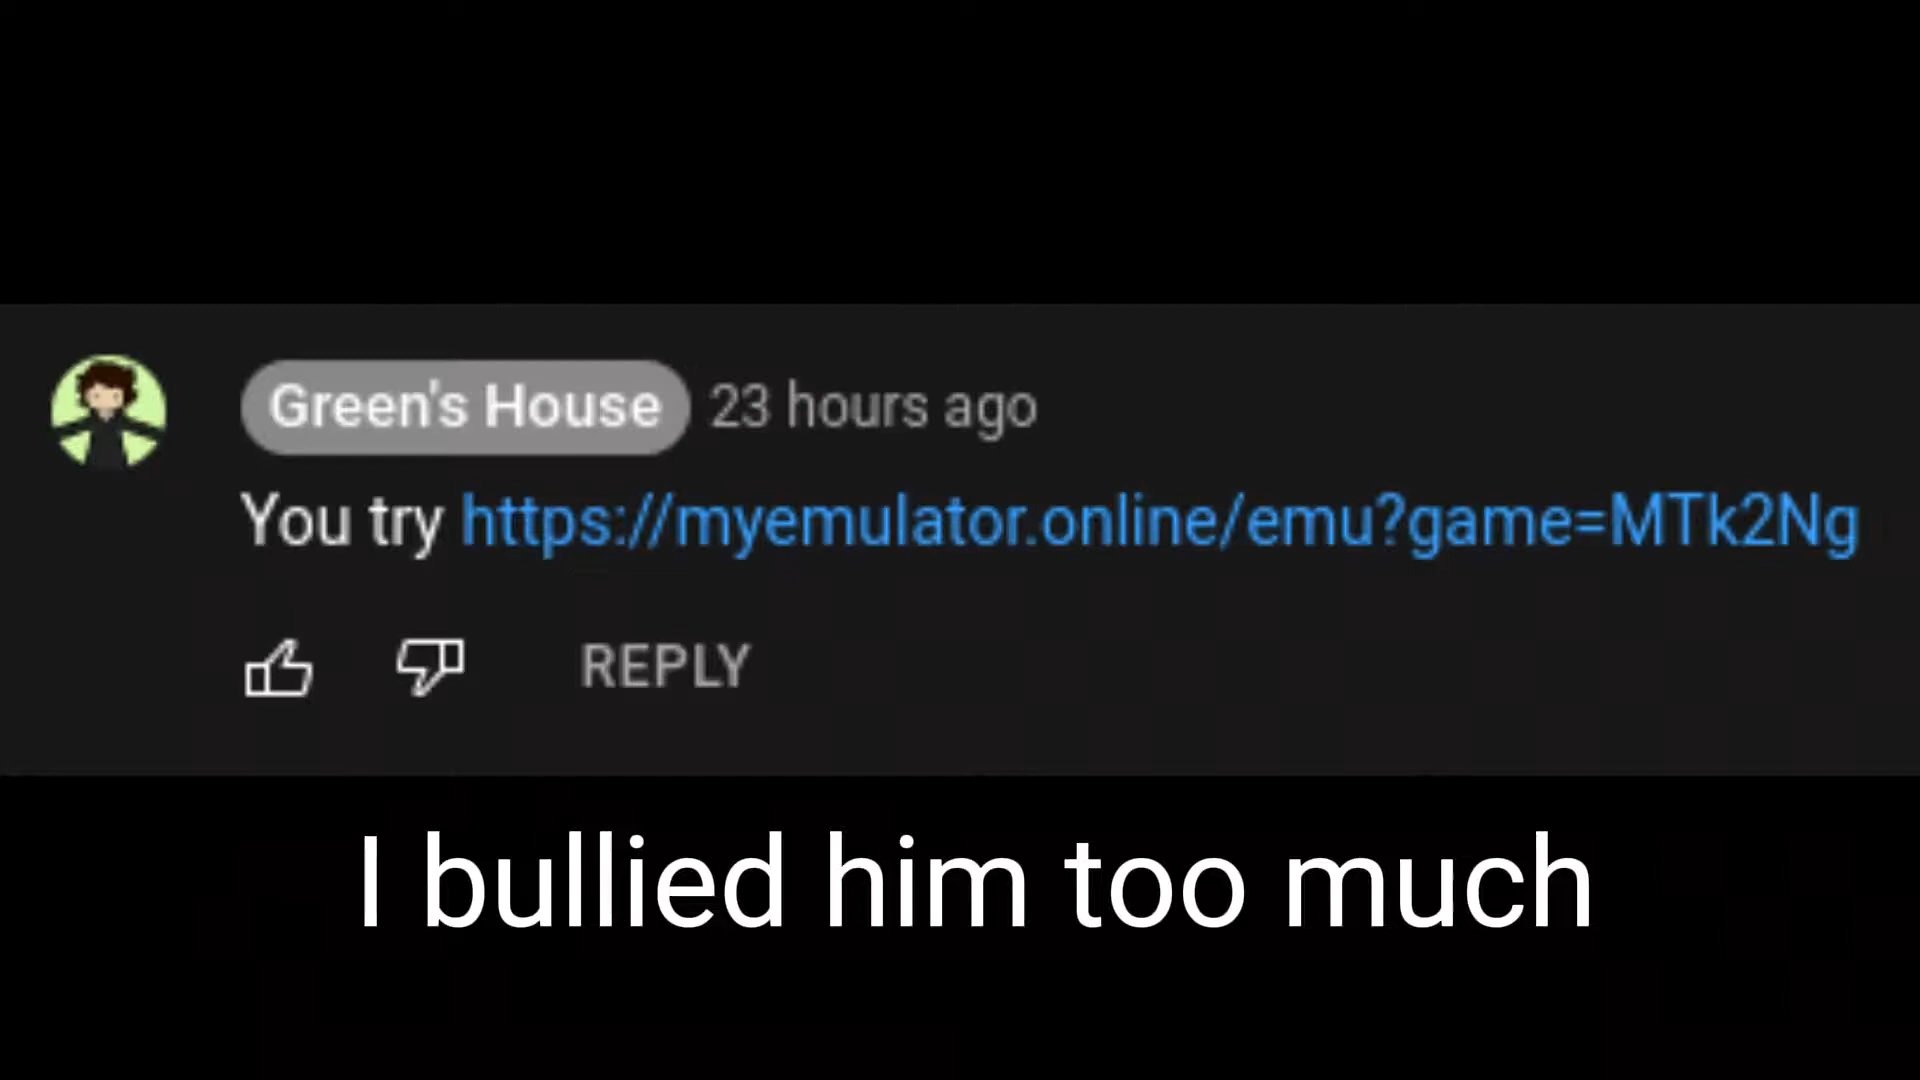 Green's House 23 hours ago
You try https://myemulator.online/emu?game=MTk2Ng
REPLY
I bullied him too much